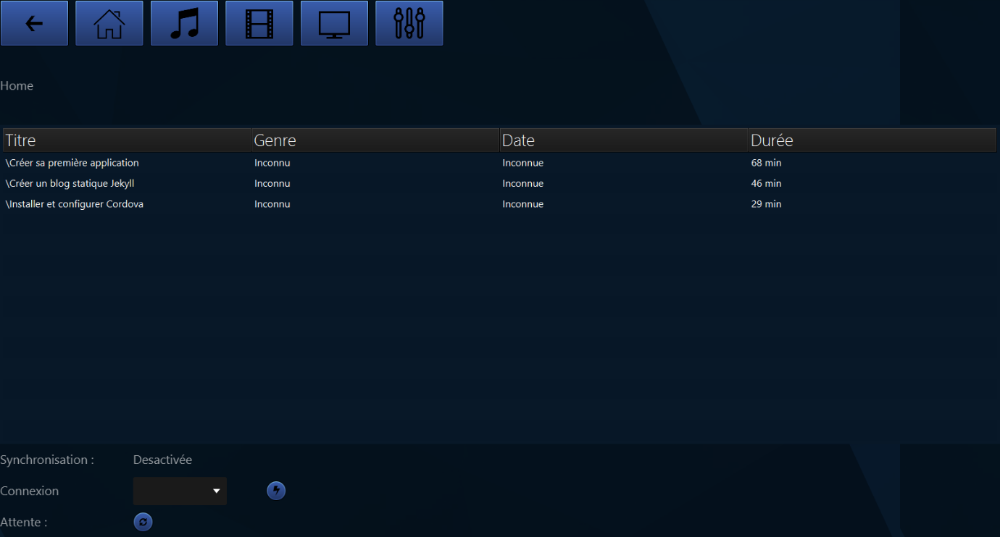 Home
Titre Genre Date Durée
\Créer sa première application Inconnu Inconnue 68 min
\Créer un blog statique Jekyll Inconnu Inconnue 46 min
\Installer et configurer Cordova Inconnu Inconnue 29 min
Synchronisation : Desactivée
Connexion
Attente :